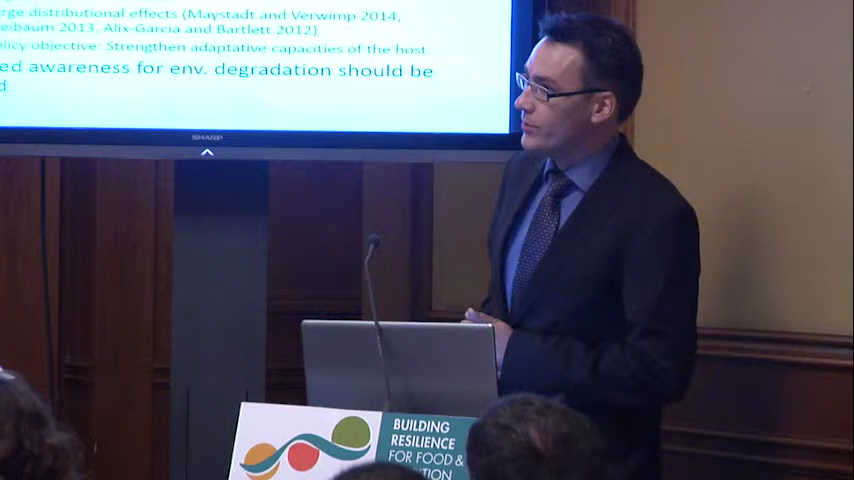 rge distributional effects (Maystadt and Verwimp 2014,
eibaum 2013, Alix-Garcia and Bartlett 2012)
licy objective: Strengthen adaptative capacities of the host
ed awareness for env. degradation should be
d
SHARP
BUILDING
RESILIENCE
FOR FOOD &
ITION